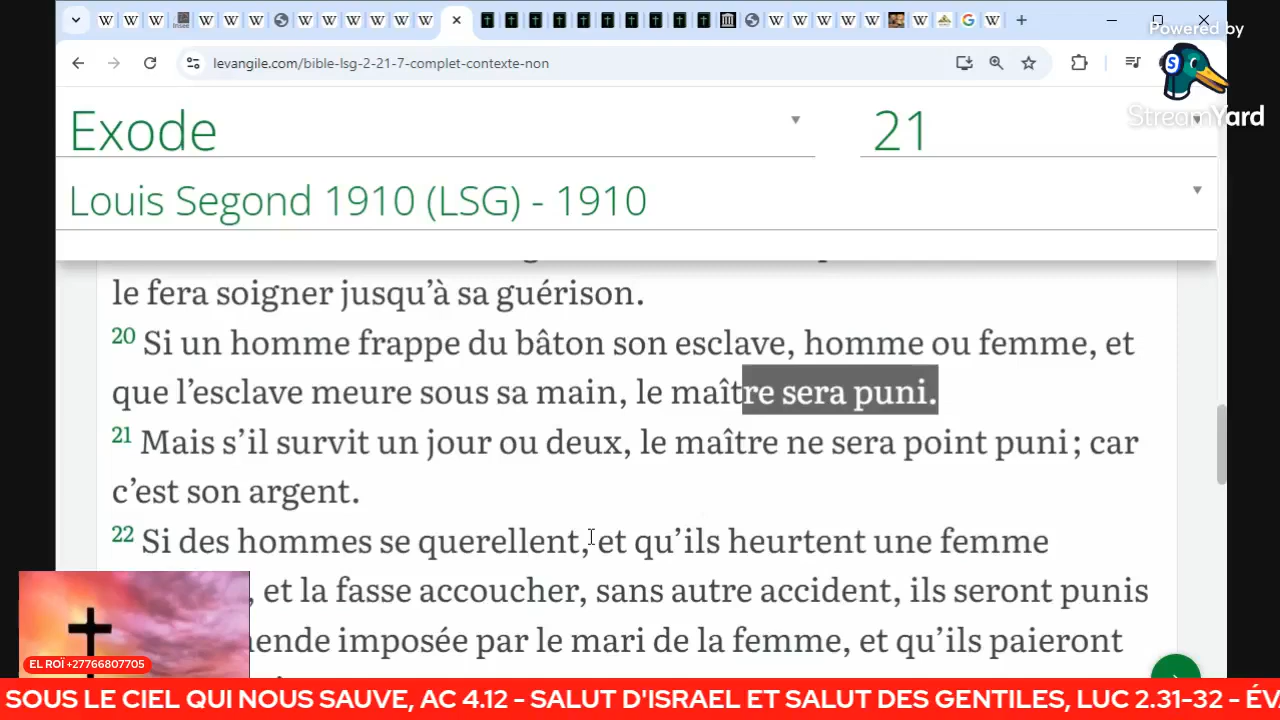 levangile.com/bible-lsg-2-21-7-complet-contexte-non
Powered by
StreamYard
Exode
21
Louis Segond 1910 (LSG) - 1910
le fera soigner jusqu’à sa guérison.
20 Si un homme frappe du bâton son esclave, homme ou femme, et
que l’esclave meure sous sa main, le maître sera puni.
21 Mais s’il survit un jour ou deux, le maître ne sera point puni ; car
c’est son argent.
22 Si des hommes se querellent, et qu’ils heurtent une femme
, et la fasse accoucher, sans autre accident, ils seront punis
imposée par le mari de la femme, et qu’ils paieront
EL ROÏ +27766807705
SOUS LE CIEL QUI NOUS SAUVE, AC 4.12 - SALUT D'ISRAEL ET SALUT DES GENTILES, LUC 2.31-32 - ÉV